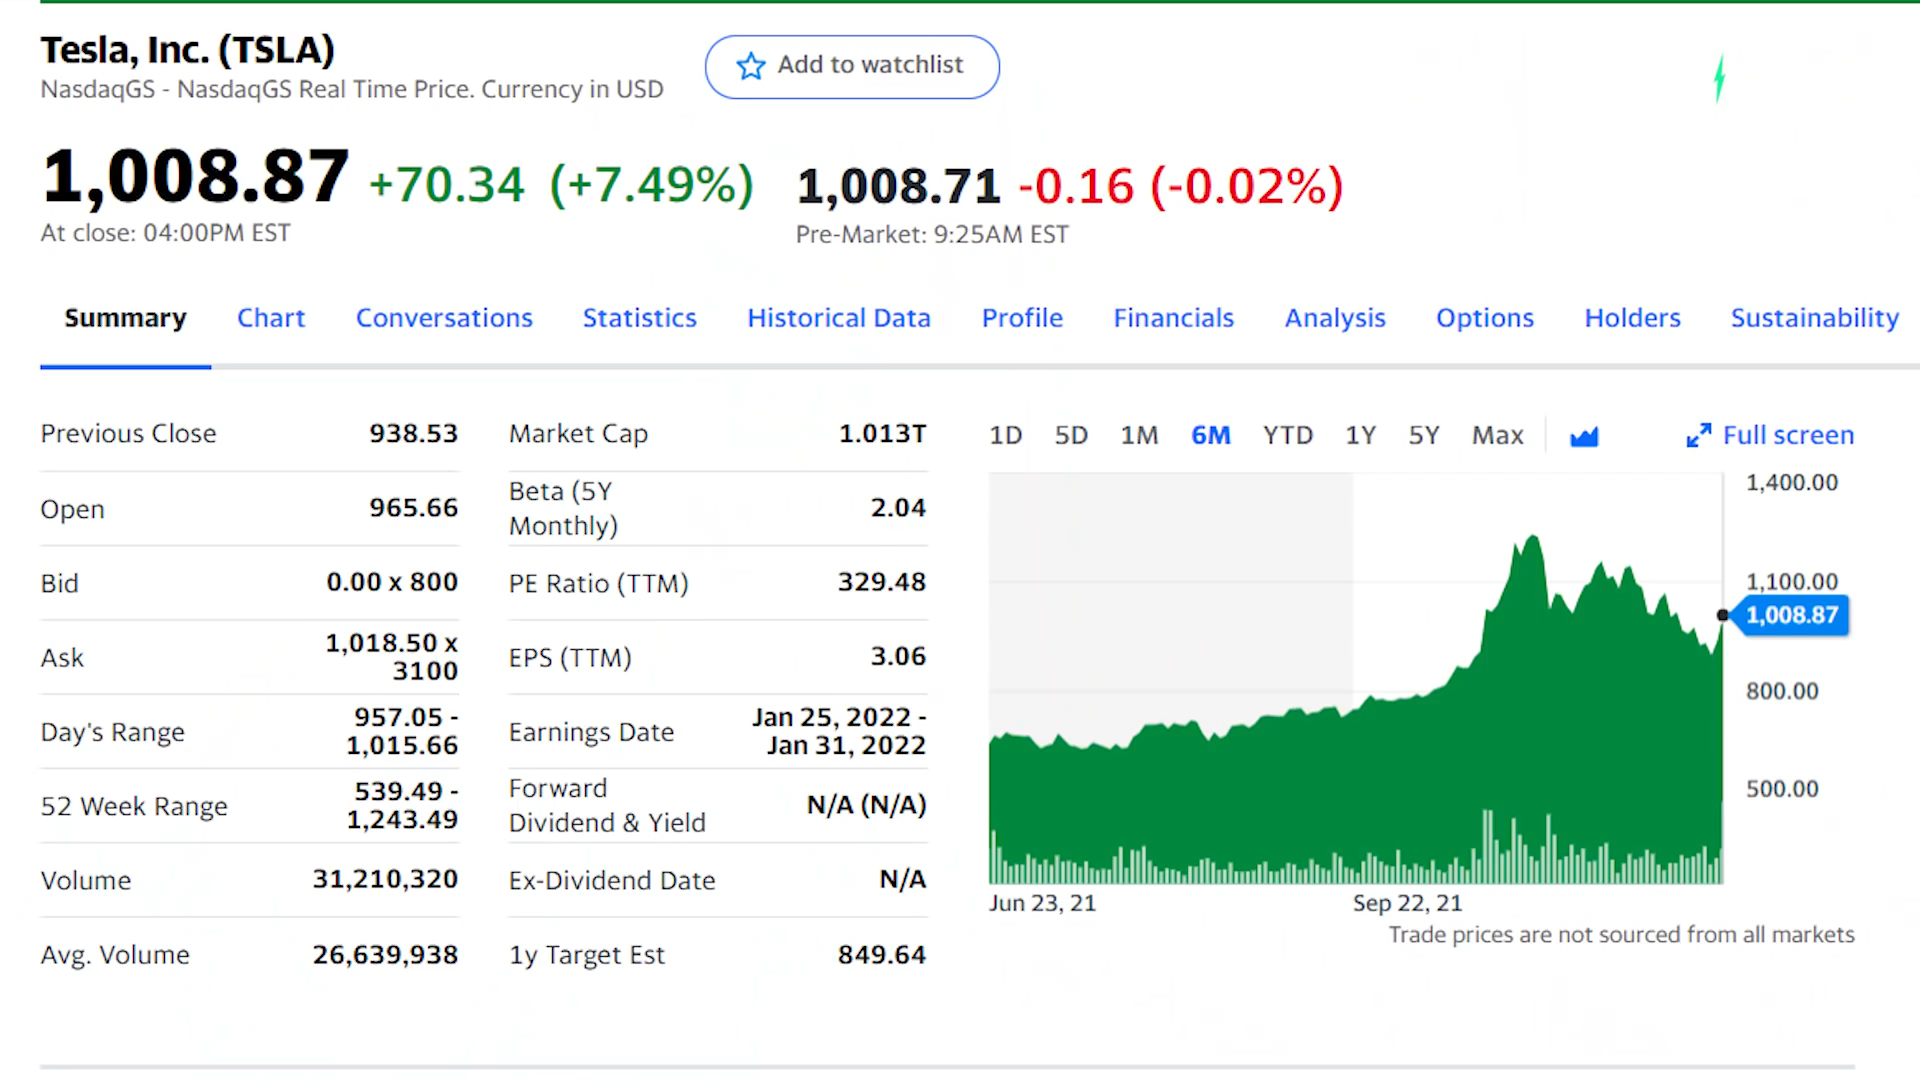 Tesla, Inc. (TSLA)
NasdaqGS - NasdaqGS Real Time Price. Currency in USD
Add to watchlist
1,008.87 +70.34 (+7.49%)
At close: 04:00PM EST
1,008.71 -0.16 (-0.02%)
Pre-Market: 9:25AM EST
Summary Chart Conversations Statistics Historical Data Profile Financials Analysis Options Holders Sustainability
Previous Close 938.53
Open 965.66
Bid 0.00 x 800
Ask 1,018.50 x
3100
Day's Range 957.05 -
1,015.66
52 Week Range 539.49 -
1,243.49
Volume 31,210,320
Avg. Volume 26,639,938
Market Cap 1.013T
Beta (5Y
Monthly) 2.04
PE Ratio (TTM) 329.48
EPS (TTM) 3.06
Earnings Date Jan 25, 2022 -
Jan 31, 2022
Forward
Dividend & Yield N/A (N/A)
Ex-Dividend Date N/A
1y Target Est 849.64
1D 5D 1M 6M YTD 1Y 5Y Max Full screen
1,400.00
1,100.00
1,008.87
800.00
500.00
Jun 23, 21 Sep 22, 21
Trade prices are not sourced from all markets